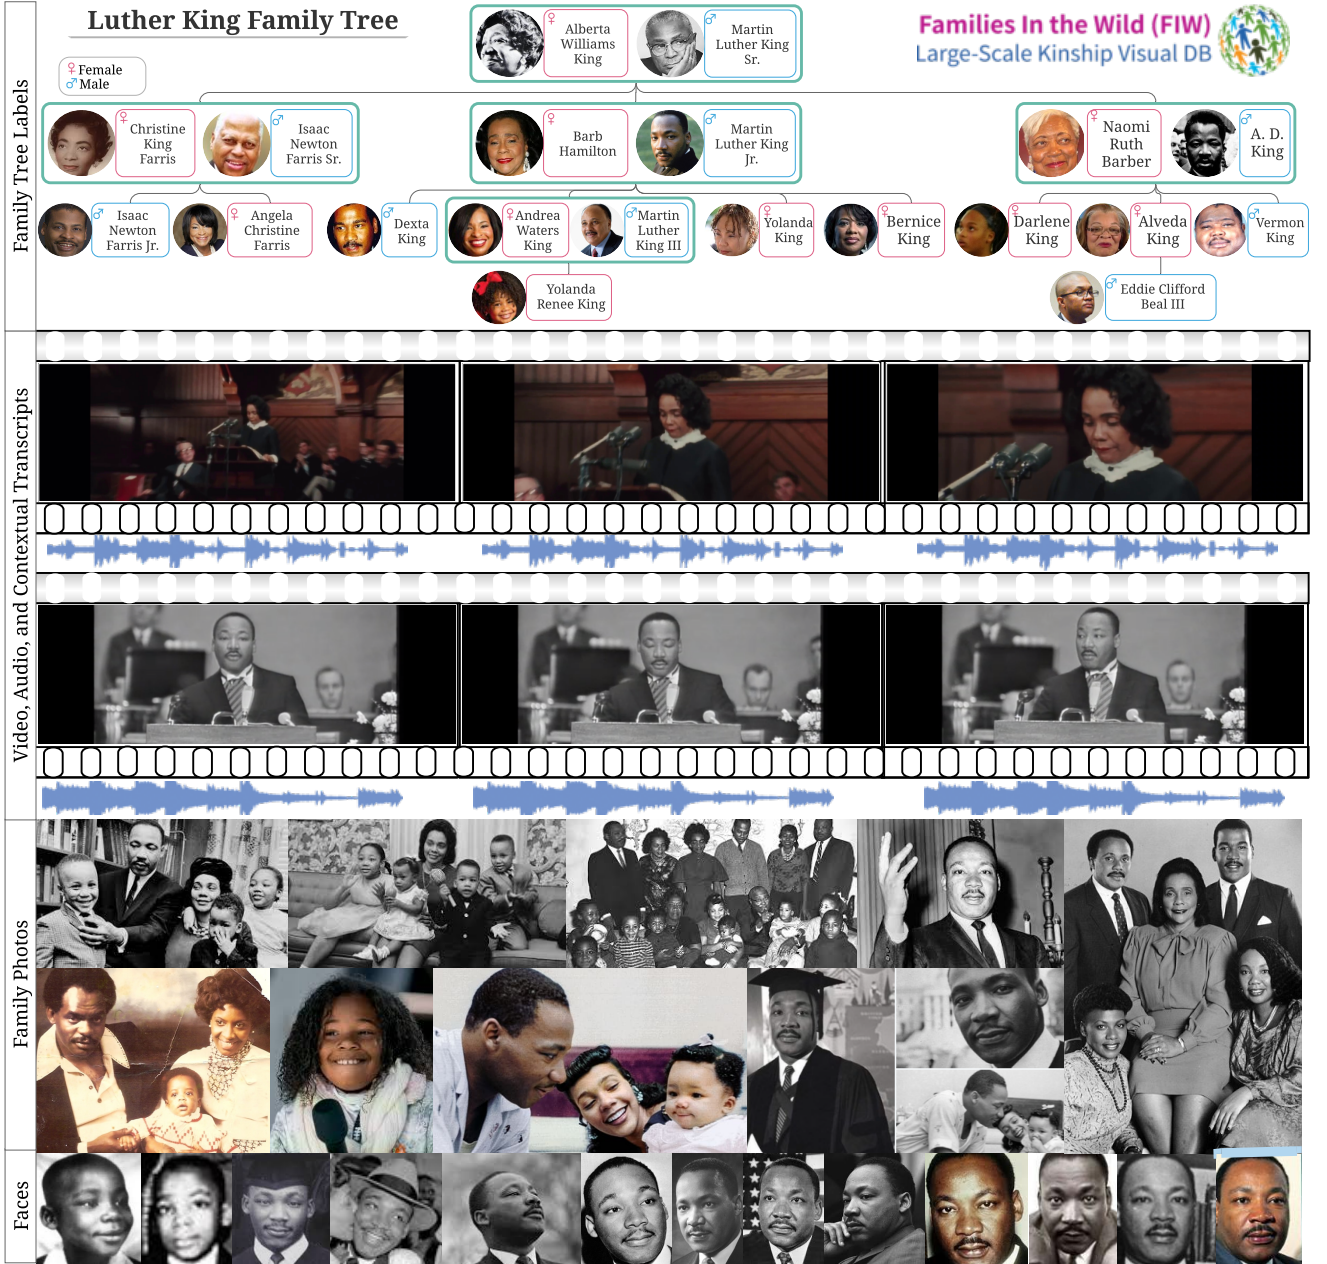 Luther King Family Tree
♀ Female
♂ Male
Families In the Wild (FIW)
Large-Scale Kinship Visual DB
Family Tree Labels
♀ Alberta
Williams
King
♂ Martin
Luther King
Sr.
♀ Christine
King
Farris
♂ Isaac
Newton
Farris Sr.
♀ Barb
Hamilton
♂ Martin
Luther King
Jr.
♀ Naomi
Ruth
Barber
♂ A. D.
King
♂ Isaac
Newton
Farris Jr.
♀ Angela
Christine
Farris
♂ Dexta
King
♀ Andrea
Waters
King
♂ Martin
Luther
King III
♀ Yolanda
King
♀ Bernice
King
♀ Darlene
King
♀ Alveda
King
♂ Vermon
King
Yolanda
Renee King
♂ Eddie Clifford
Beal III
Video, Audio, and Contextual Transcripts
Family Photos
Faces